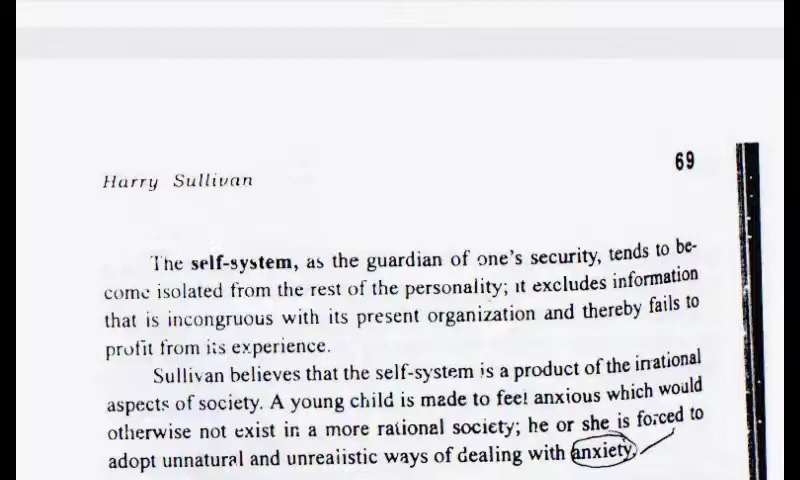 69
Harry Sullivan
The self-system, as the guardian of one's security, tends to be-
come isolated from the rest of the personality; it excludes information
that is incongruous with its present organization and thereby fails to
profit from its experience.
Sullivan believes that the self-system is a product of the irrational
aspects of society. A young child is made to feel anxious which would
otherwise not exist in a more rational society; he or she is forced to
adopt unnatural and unrealistic ways of dealing with anxiety.